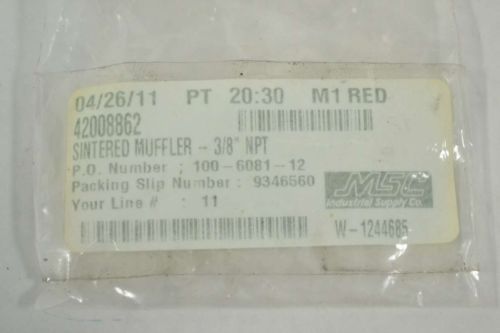 04/26/11 PT 20:30 M1 RED
42008862
SINTERED MUFFLER - 3/8" NPT
P.O. Number : 100-6081-12
Packing Slip Number : 9346560
Your Line # : 11
MSC
Industrial Supply Co.
W-1244685